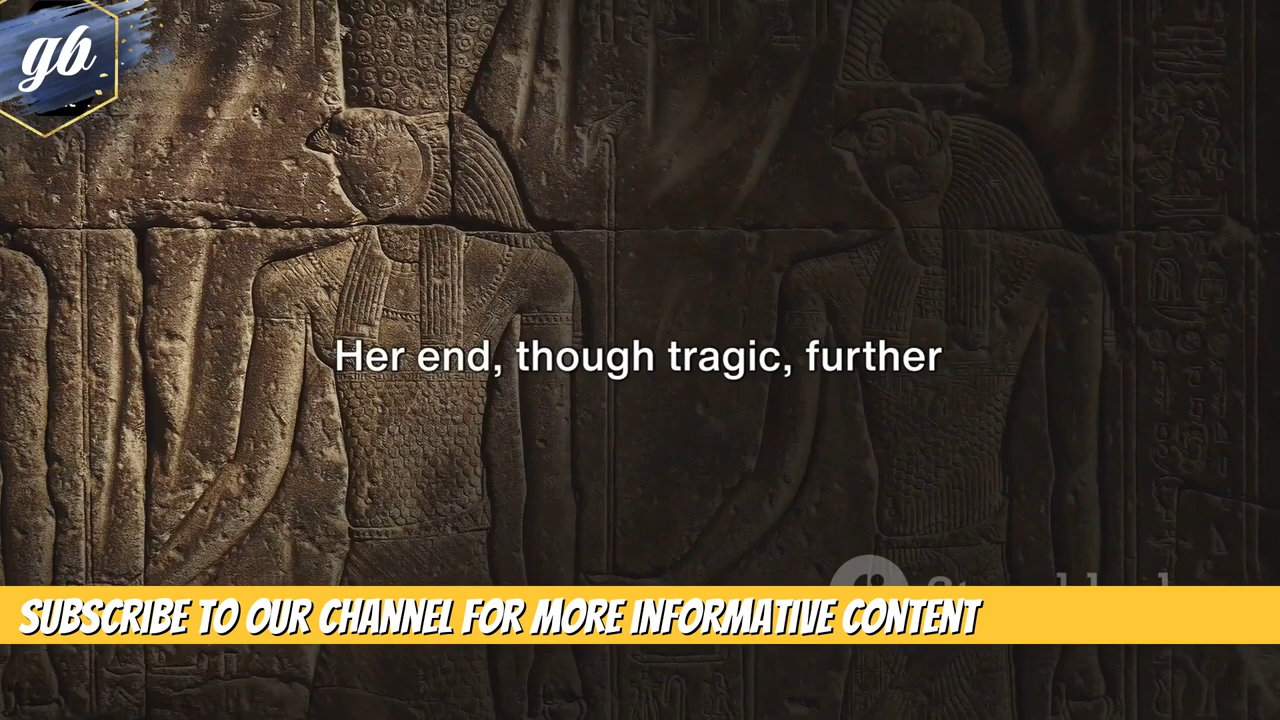 gb
Her end, though tragic, further
SUBSCRIBE TO OUR CHANNEL FOR MORE INFORMATIVE CONTENT